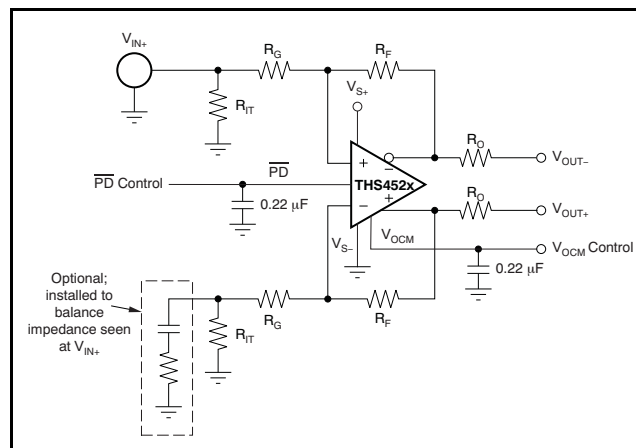 V_IN+
R_G
R_F
R_IT
V_S+
R_O
V_OUT−
PD Control
PD
+
−
THS452x
−
+
R_O
V_OUT+
0.22 µF
V_S−
V_OCM
V_OCM Control
0.22 µF
Optional;
installed to
balance
impedance seen
at V_IN+
R_G
R_F
R_IT